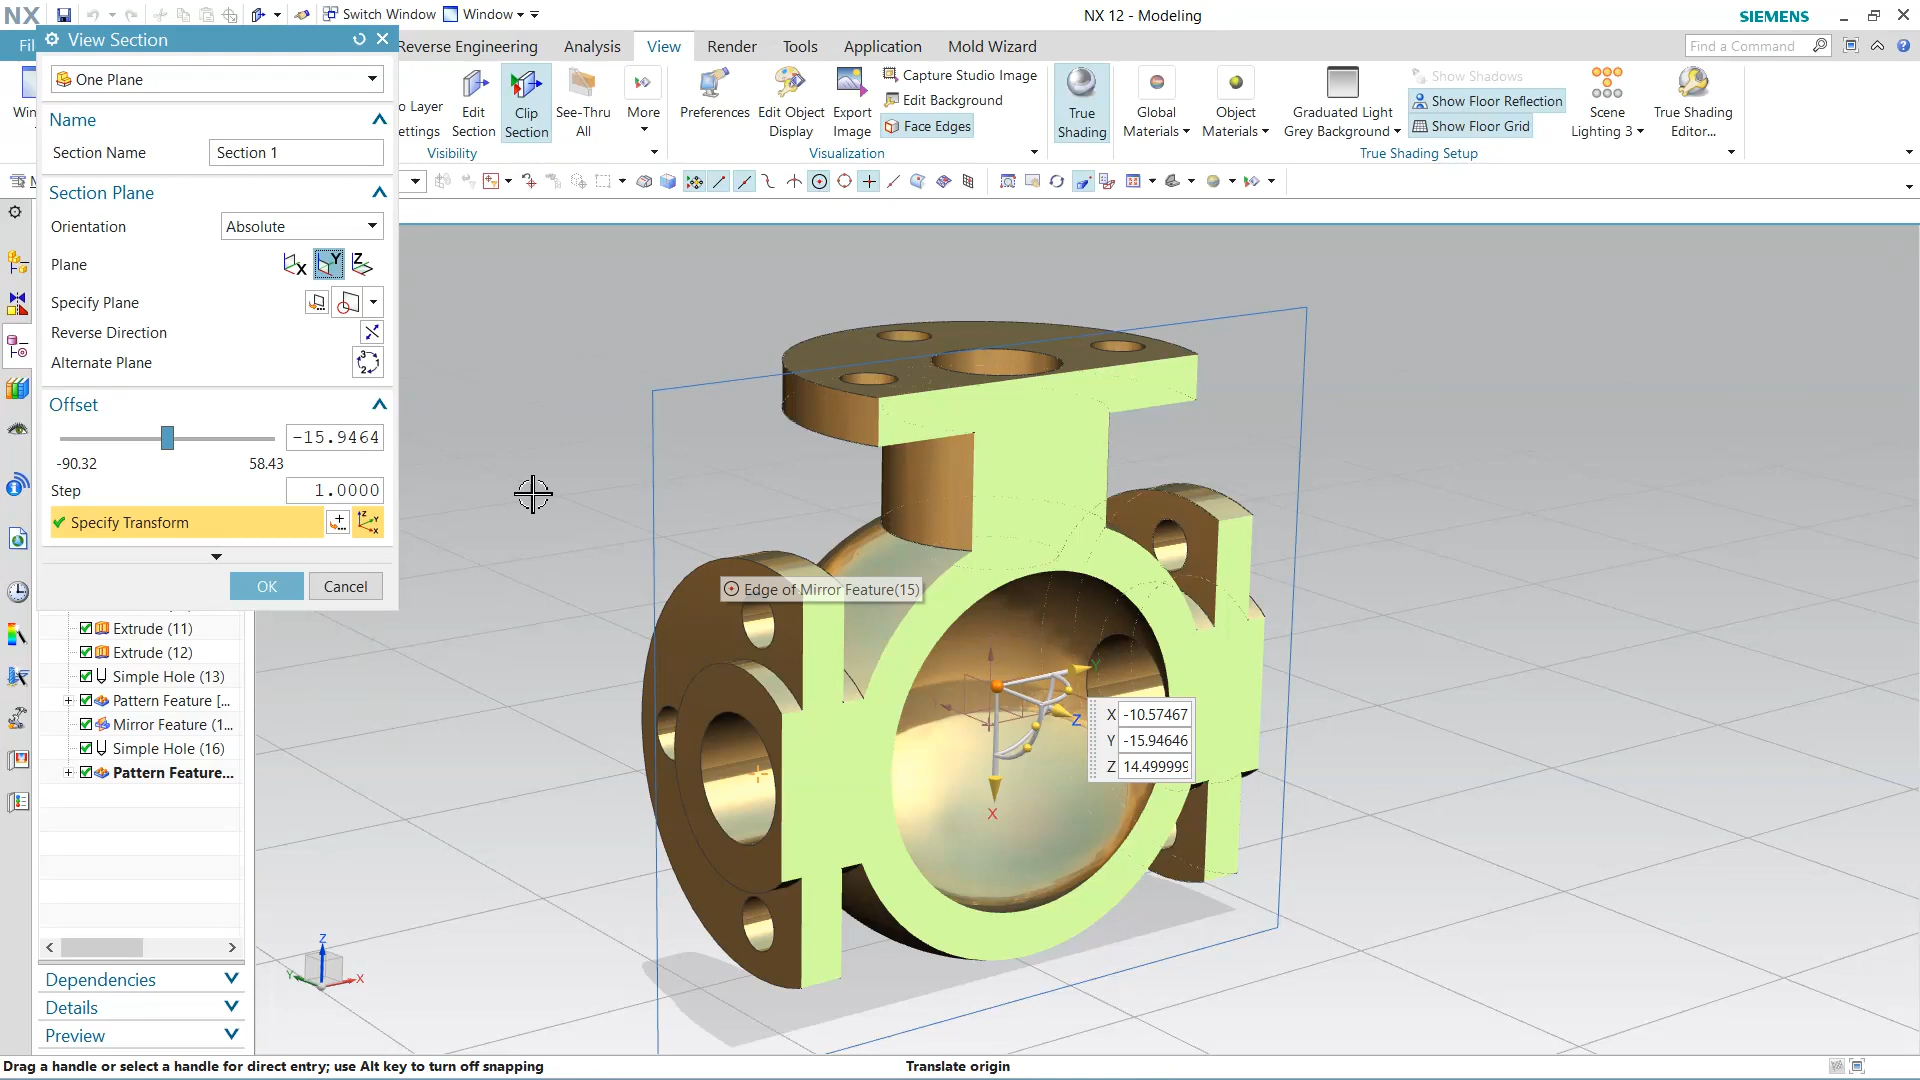 NX
Switch Window
Window
NX 12 - Modeling
SIEMENS
View Section
Reverse Engineering
Analysis
View
Render
Tools
Application
Mold Wizard
Find a Command
One Plane
Name
Section Name
Section 1
Section Plane
Orientation
Absolute
Plane
X
Y
Z
Specify Plane
Reverse Direction
Alternate Plane
Offset
-15.9464
-90.32
58.43
Step
1.0000
Specify Transform
OK
Cancel
o Layer
ettings
Edit
Section
Clip
Section
See-Thru
All
More
Visibility
Preferences
Edit Object
Display
Export
Image
Capture Studio Image
Edit Background
Face Edges
Visualization
True
Shading
Global
Materials
Object
Materials
Graduated Light
Grey Background
Show Shadows
Show Floor Reflection
Show Floor Grid
Scene
Lighting 3
True Shading
Editor...
True Shading Setup
Edge of Mirror Feature(15)
Y
Z
X
X -10.57467
Y -15.94646
Z 14.499999
Extrude (11)
Extrude (12)
Simple Hole (13)
Pattern Feature [...
Mirror Feature (1...
Simple Hole (16)
Pattern Feature...
Dependencies
Details
Preview
Z
Y
X
Drag a handle or select a handle for direct entry; use Alt key to turn off snapping
Translate origin